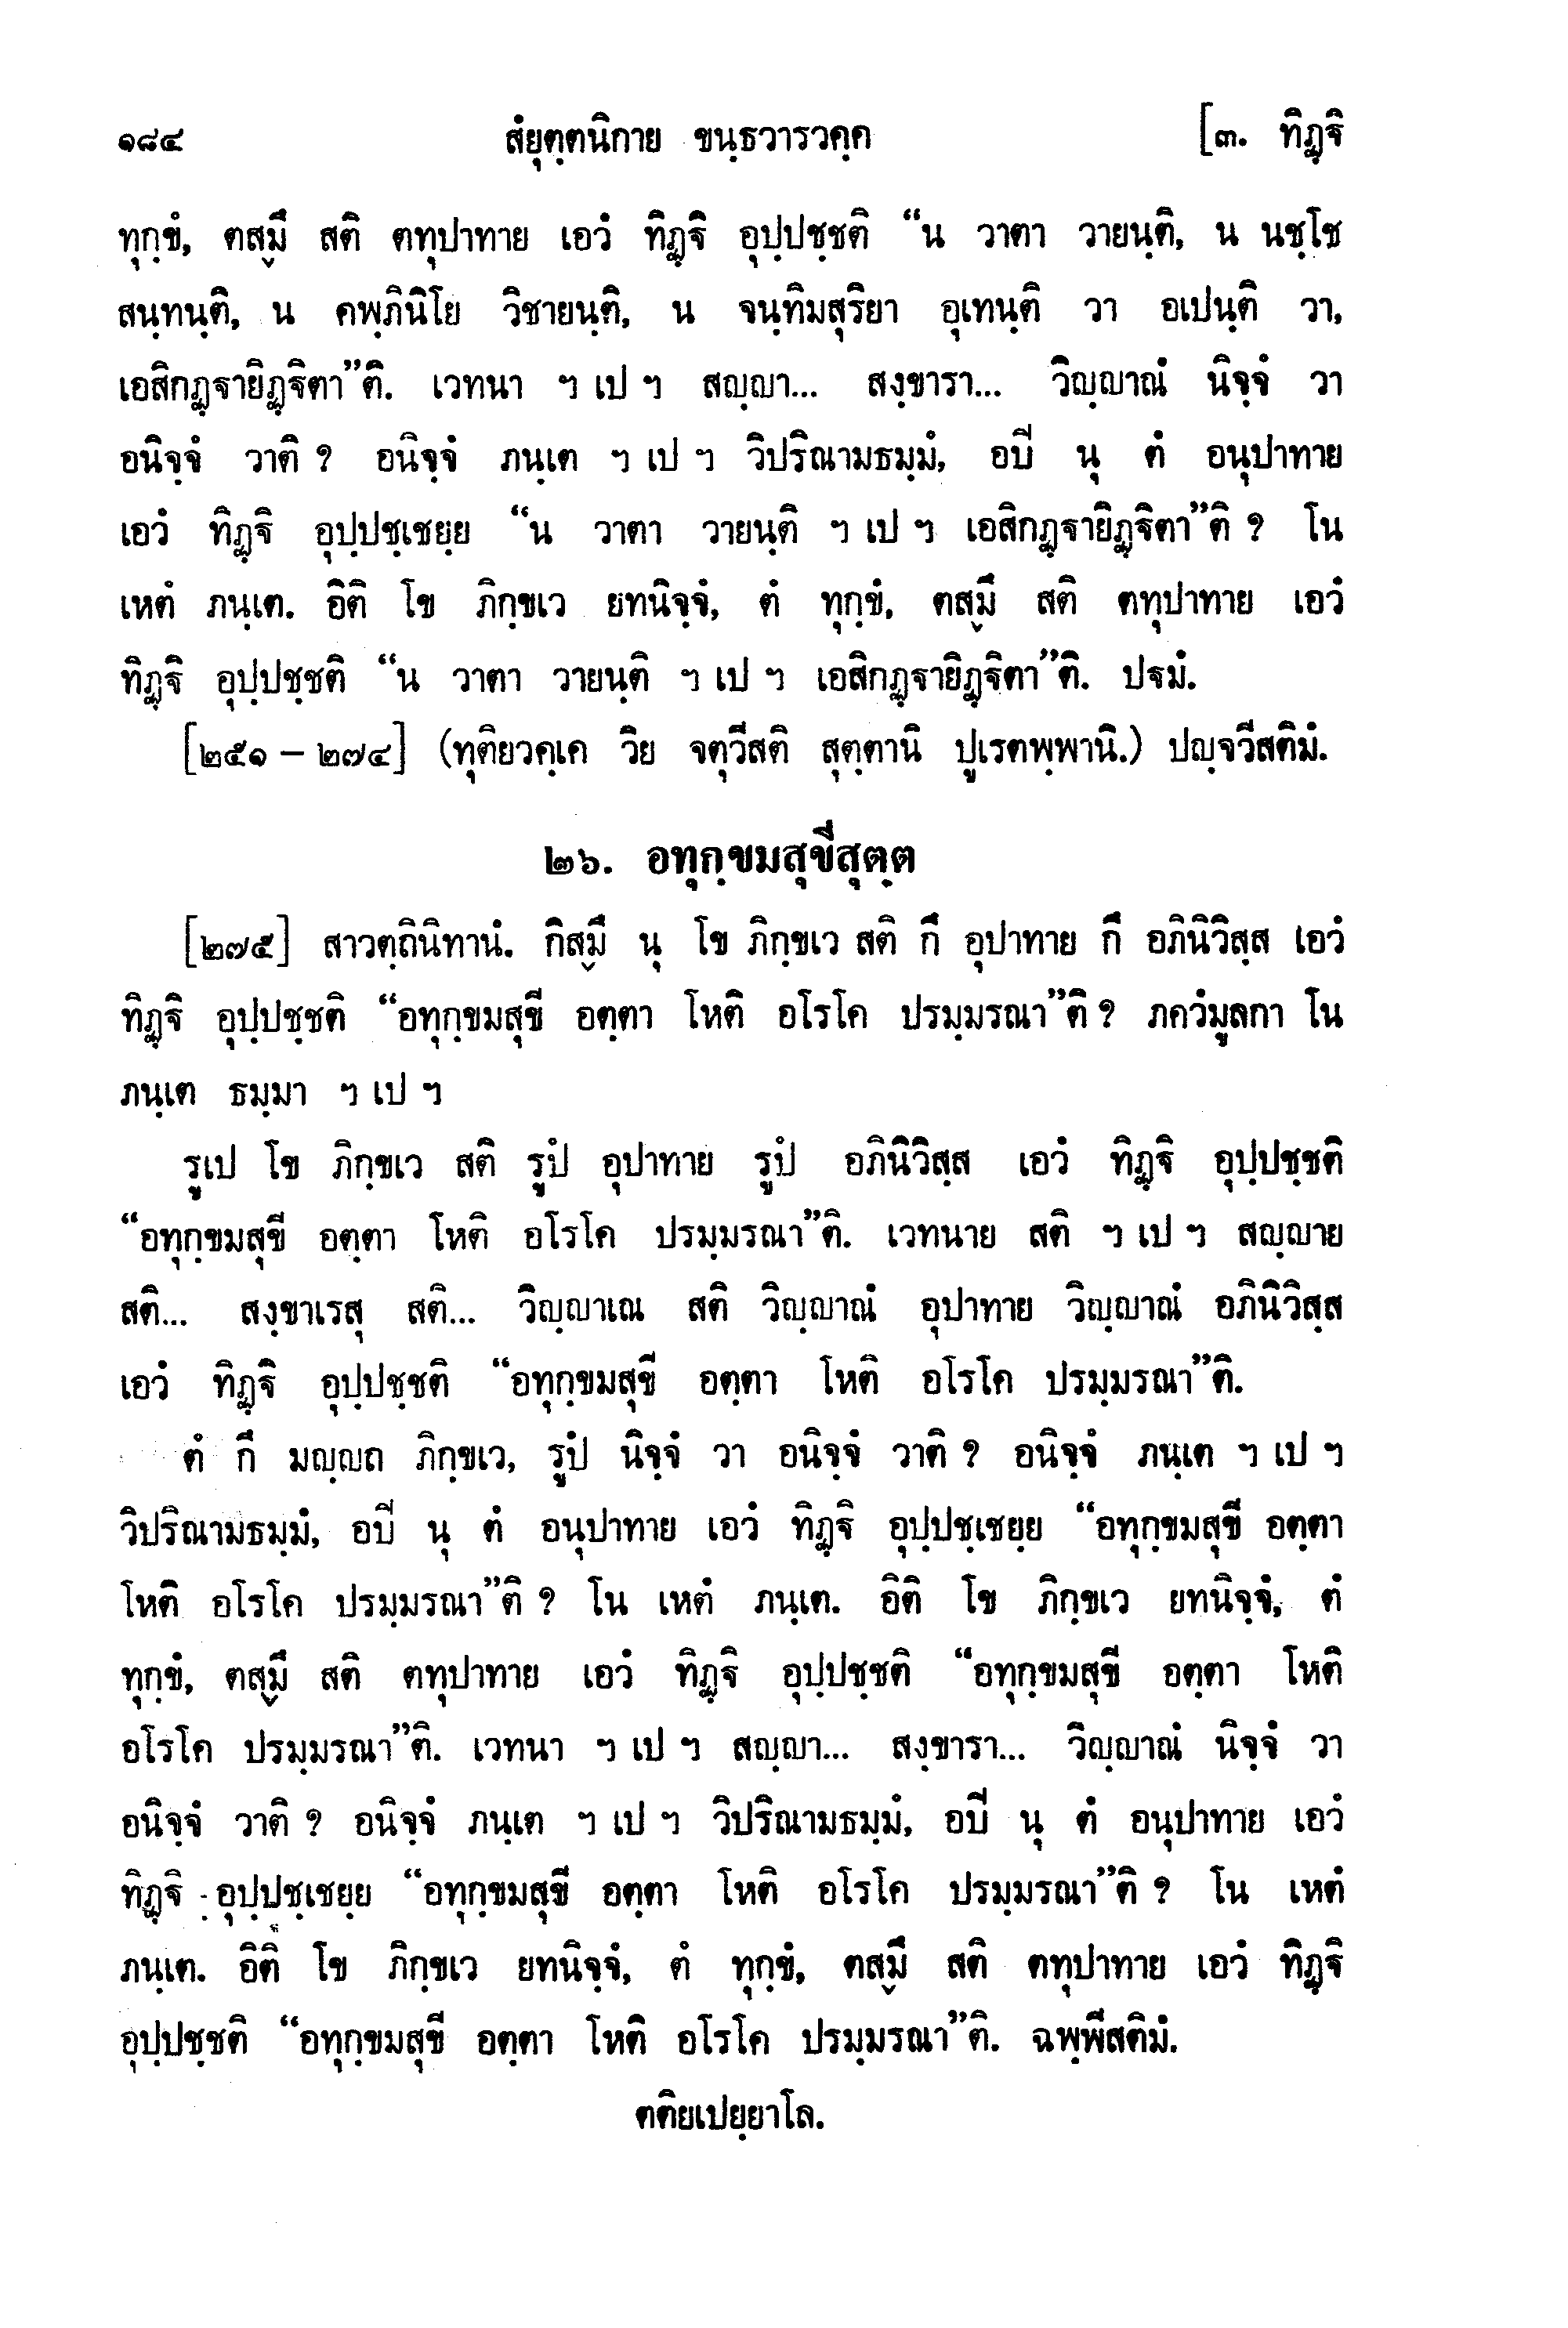 ๑๘๔ สํยุตฺตนิกาย ขนฺธวารวคฺค [๓. ทิฏฺฐิ
ทุกฺขํ, ตสฺมึ สติ ตทุปาทาย เอวํ ทิฏฺฐิ อุปฺปชฺชติ “น วาตา วายนฺติ, น นชฺโช
สนฺทนฺติ, น คพฺภินิโย วิชายนฺติ, น จนฺทิมสุริยา อุเทนฺติ วา อเปนฺติ วา,
เอสิกฏฺฐายิฏฺฐิตา”ติ. เวทนา ฯ เป ฯ สญฺญา... สงฺขารา... วิญฺญาณํ นิจฺจํ วา
อนิจฺจํ วาติ ? อนิจฺจํ ภนฺเต ฯ เป ฯ วิปริณามธมฺมํ, อปิ นุ ตํ อนุปาทาย
เอวํ ทิฏฺฐิ อุปฺปชฺเชยฺย “น วาตา วายนฺติ ฯ เป ฯ เอสิกฏฺฐายิฏฺฐิตา”ติ ? โน
เหตํ ภนฺเต. อิติ โข ภิกฺขเว ยทนิจฺจํ, ตํ ทุกฺขํ, ตสฺมึ สติ ตทุปาทาย เอวํ
ทิฏฺฐิ อุปฺปชฺชติ “น วาตา วายนฺติ ฯ เป ฯ เอสิกฏฺฐายิฏฺฐิตา”ติ. ปฐมํ.
[๒๕๑ – ๒๗๔] (ทุติยวคฺเค วิย จตุวีสติ สุตฺตานิ ปูเรตพฺพานิ.) ปญฺจวีสติมํ.
๒๖. อทุกฺขมสุขีสุตฺต
[๒๗๕] สาวตฺถินิทานํ. กิสฺมึ นุ โข ภิกฺขเว สติ กึ อุปาทาย กึ อภินิวิสฺส เอวํ
ทิฏฺฐิ อุปฺปชฺชติ “อทุกฺขมสุขี อตฺตา โหติ อโรโค ปรมฺมรณา”ติ ? ภควํมูลกา โน
ภนฺเต ธมฺมา ฯ เป ฯ
รูเป โข ภิกฺขเว สติ รูปํ อุปาทาย รูปํ อภินิวิสฺส เอวํ ทิฏฺฐิ อุปฺปชฺชติ
“อทุกฺขมสุขี อตฺตา โหติ อโรโค ปรมฺมรณา”ติ. เวทนาย สติ ฯ เป ฯ สญฺญาย
สติ... สงฺขาเรสุ สติ... วิญฺญาเณ สติ วิญฺญาณํ อุปาทาย วิญฺญาณํ อภินิวิสฺส
เอวํ ทิฏฺฐิ อุปฺปชฺชติ “อทุกฺขมสุขี อตฺตา โหติ อโรโค ปรมฺมรณา”ติ.
ตํ กึ มญฺญถ ภิกฺขเว, รูปํ นิจฺจํ วา อนิจฺจํ วาติ ? อนิจฺจํ ภนฺเต ฯ เป ฯ
วิปริณามธมฺมํ, อปิ นุ ตํ อนุปาทาย เอวํ ทิฏฺฐิ อุปฺปชฺเชยฺย “อทุกฺขมสุขี อตฺตา
โหติ อโรโค ปรมฺมรณา”ติ ? โน เหตํ ภนฺเต. อิติ โข ภิกฺขเว ยทนิจฺจํ, ตํ
ทุกฺขํ, ตสฺมึ สติ ตทุปาทาย เอวํ ทิฏฺฐิ อุปฺปชฺชติ “อทุกฺขมสุขี อตฺตา โหติ
อโรโค ปรมฺมรณา”ติ. เวทนา ฯ เป ฯ สญฺญา... สงฺขารา... วิญฺญาณํ นิจฺจํ วา
อนิจฺจํ วาติ ? อนิจฺจํ ภนฺเต ฯ เป ฯ วิปริณามธมฺมํ, อปิ นุ ตํ อนุปาทาย เอวํ
ทิฏฺฐิ อุปฺปชฺเชยฺย “อทุกฺขมสุขี อตฺตา โหติ อโรโค ปรมฺมรณา”ติ ? โน เหตํ
ภนฺเต. อิติ โข ภิกฺขเว ยทนิจฺจํ, ตํ ทุกฺขํ, ตสฺมึ สติ ตทุปาทาย เอวํ ทิฏฺฐิ
อุปฺปชฺชติ “อทุกฺขมสุขี อตฺตา โหติ อโรโค ปรมฺมรณา”ติ. ฉพฺพีสติมํ.
ตติยเปยฺยาโล.